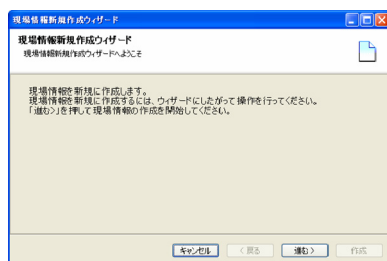 現場情報新規作成ウィザード
現場情報新規作成ウィザード
現場情報新規作成ウィザードへようこそ
現場情報を新規に作成します。
現場情報を新規に作成するには、ウィザードにしたがって操作を行ってください。
「進む>」を押して現場情報の作成を開始してください。
キャンセル
< 戻る
進む >
作成